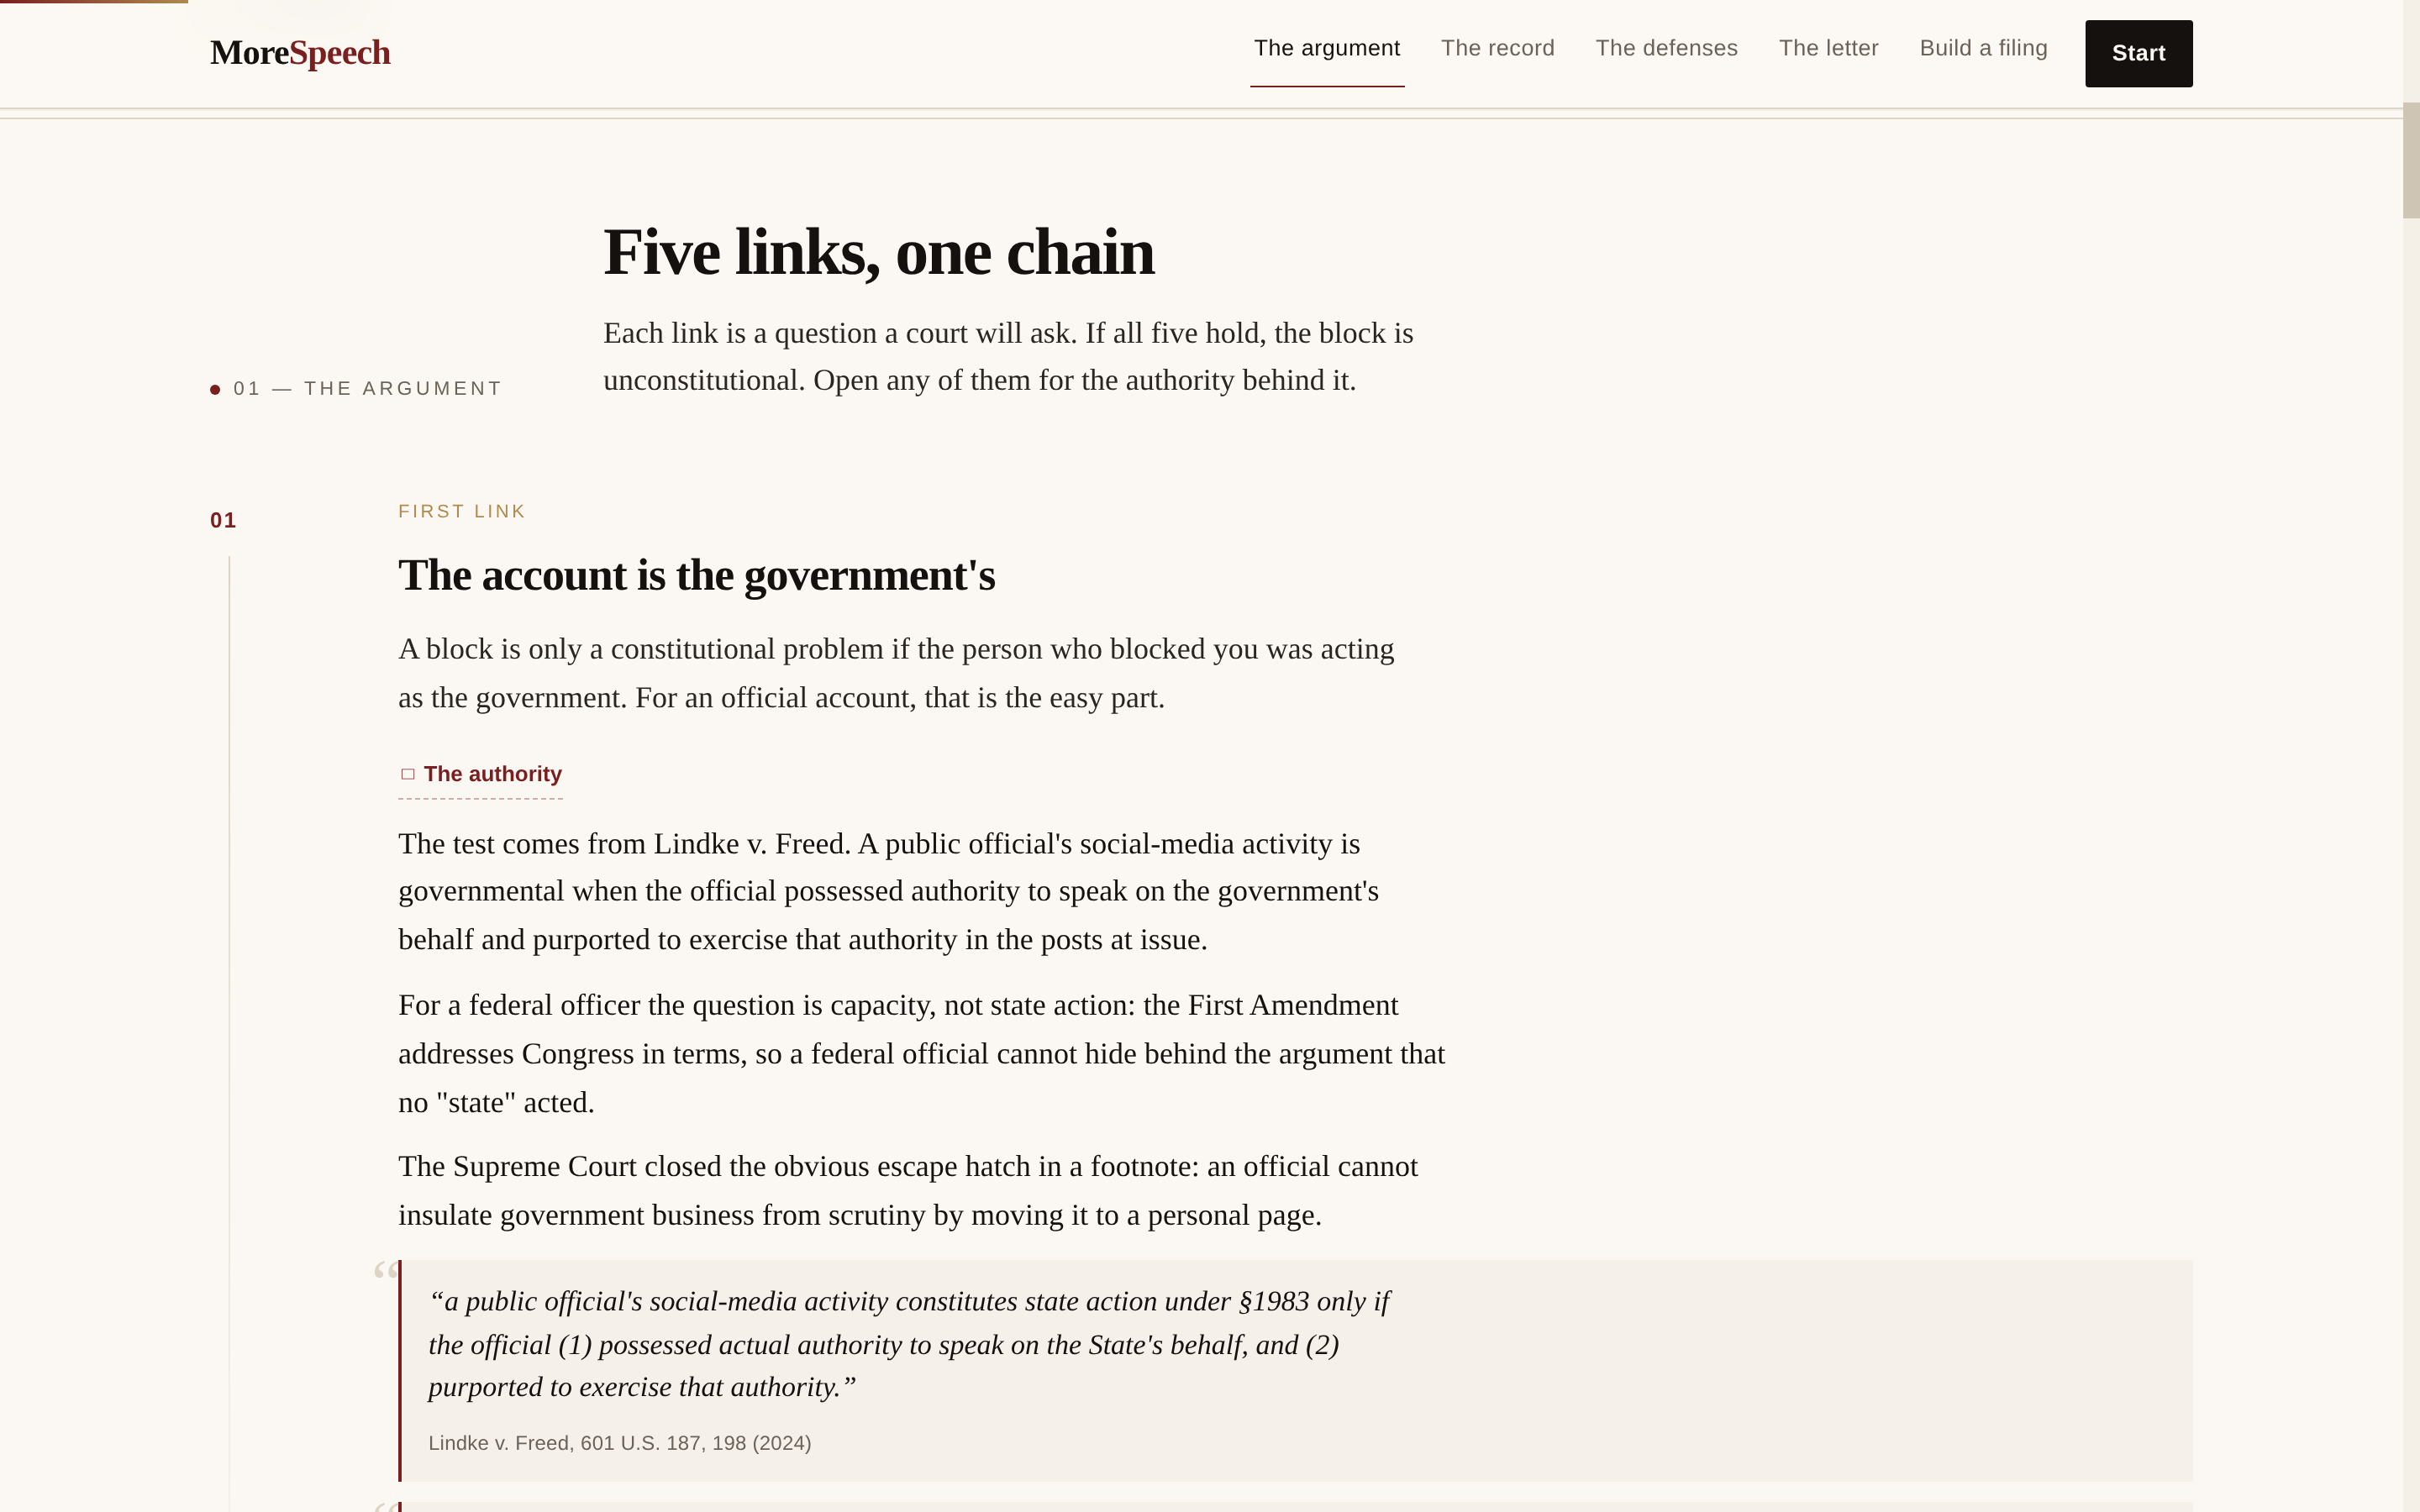 MoreSpeech
The argument
The record
The defenses
The letter
Build a filing
Start
Five links, one chain
Each link is a question a court will ask. If all five hold, the block is
unconstitutional. Open any of them for the authority behind it.
01 — THE ARGUMENT
01
FIRST LINK
The account is the government's
A block is only a constitutional problem if the person who blocked you was acting
as the government. For an official account, that is the easy part.
The authority
The test comes from Lindke v. Freed. A public official's social-media activity is
governmental when the official possessed authority to speak on the government's
behalf and purported to exercise that authority in the posts at issue.
For a federal officer the question is capacity, not state action: the First Amendment
addresses Congress in terms, so a federal official cannot hide behind the argument that
no "state" acted.
The Supreme Court closed the obvious escape hatch in a footnote: an official cannot
insulate government business from scrutiny by moving it to a personal page.
“
“a public official's social-media activity constitutes state action under §1983 only if
the official (1) possessed actual authority to speak on the State's behalf, and (2)
purported to exercise that authority.”
Lindke v. Freed, 601 U.S. 187, 198 (2024)
“